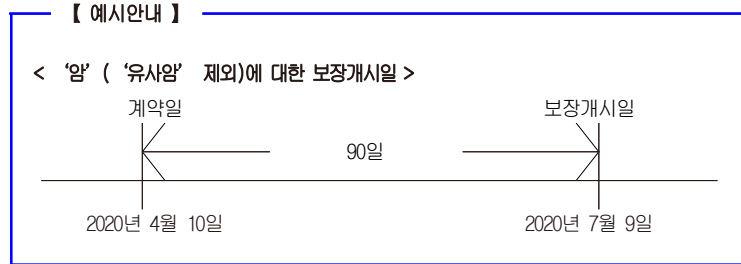 【 예시안내 】
< ‘암’ ( ‘유사암’ 제외)에 대한 보장개시일 >
계약일 보장개시일
90일
2020년 4월 10일 2020년 7월 9일